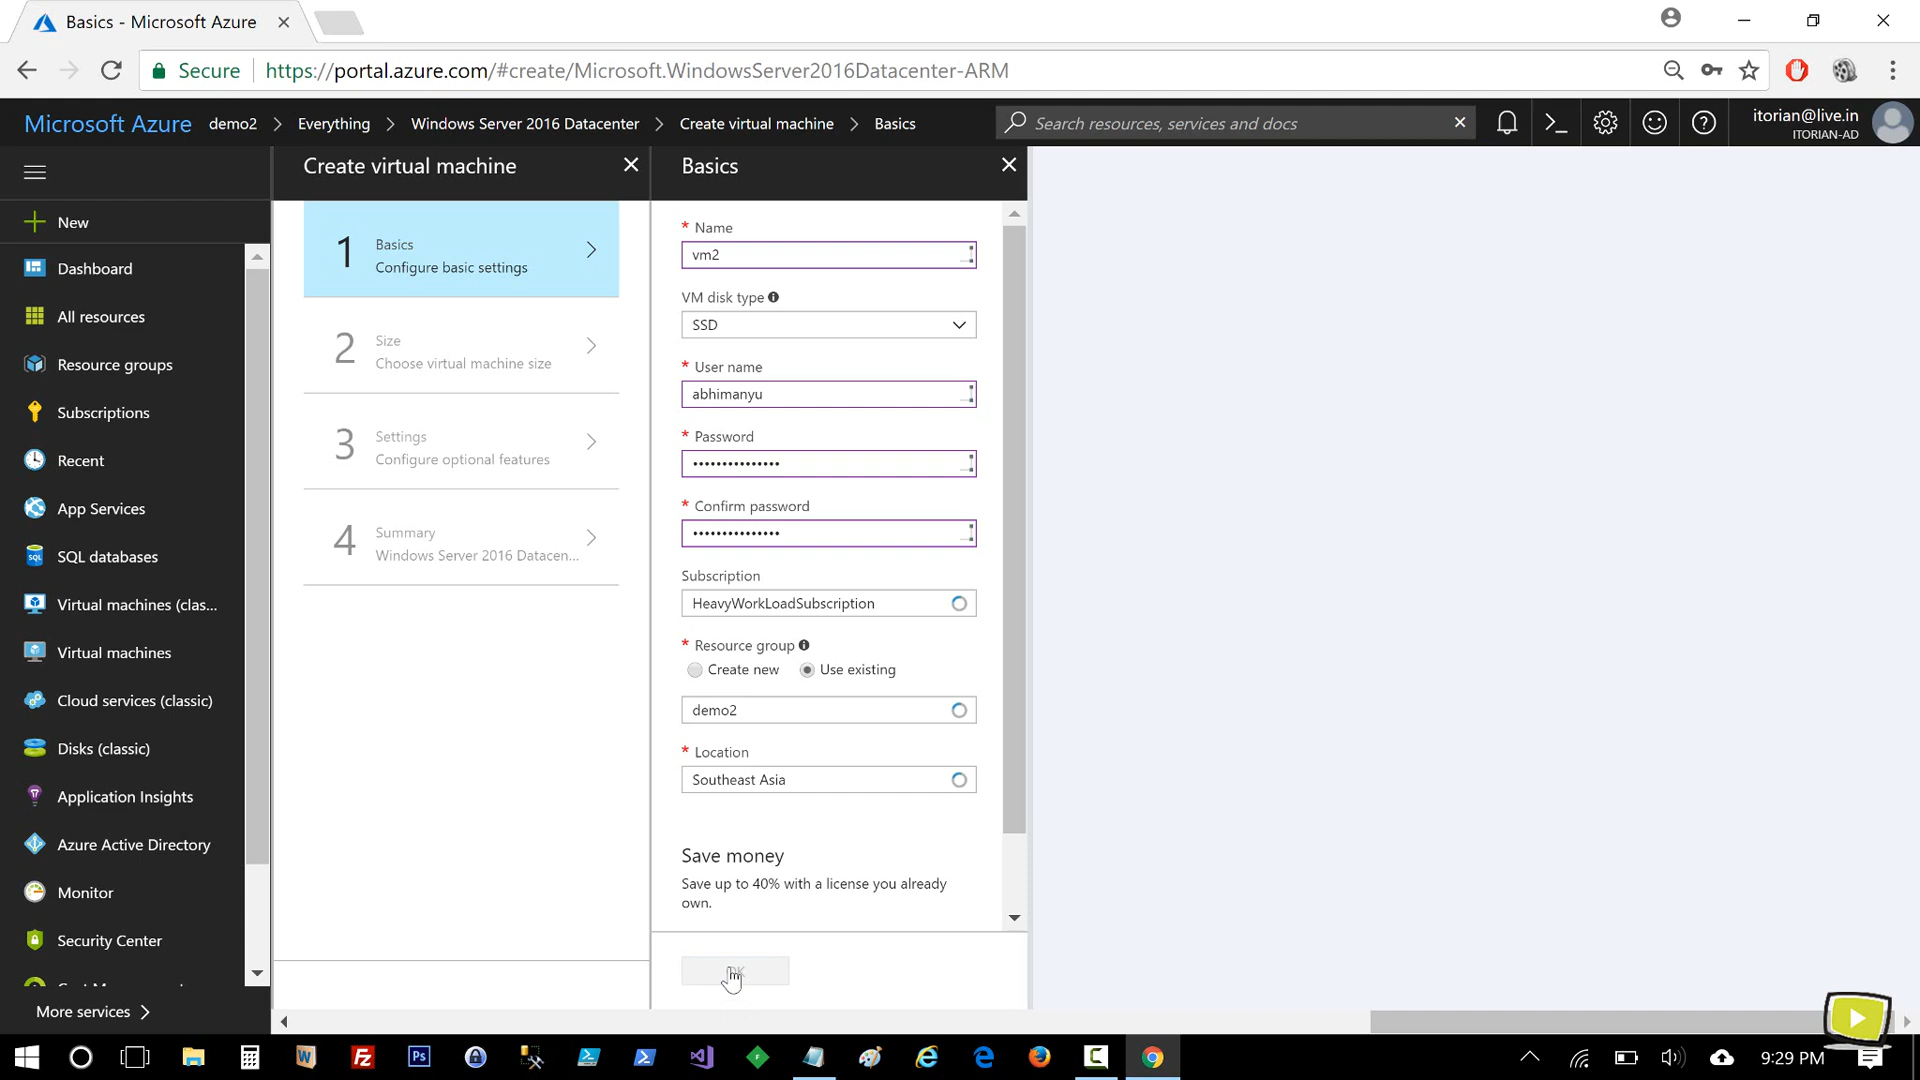 Basics - Microsoft Azure
Secure
https://portal.azure.com/#create/Microsoft.WindowsServer2016Datacenter-ARM
Microsoft Azure
demo2
Everything
Windows Server 2016 Datacenter
Create virtual machine
Basics
Search resources, services and docs
itorian@live.in
ITORIAN-AD
New
Dashboard
All resources
Resource groups
Subscriptions
Recent
App Services
SQL databases
Virtual machines (clas...
Virtual machines
Cloud services (classic)
Disks (classic)
Application Insights
Azure Active Directory
Monitor
Security Center
More services
Create virtual machine
1
Basics
Configure basic settings
2
Size
Choose virtual machine size
3
Settings
Configure optional features
4
Summary
Windows Server 2016 Datacen...
Basics
* Name
vm2
VM disk type
SSD
* User name
abhimanyu
* Password
•••••••••••••••
* Confirm password
•••••••••••••••
Subscription
HeavyWorkLoadSubscription
* Resource group
Create new
Use existing
demo2
* Location
Southeast Asia
Save money
Save up to 40% with a license you already
own.
9:29 PM